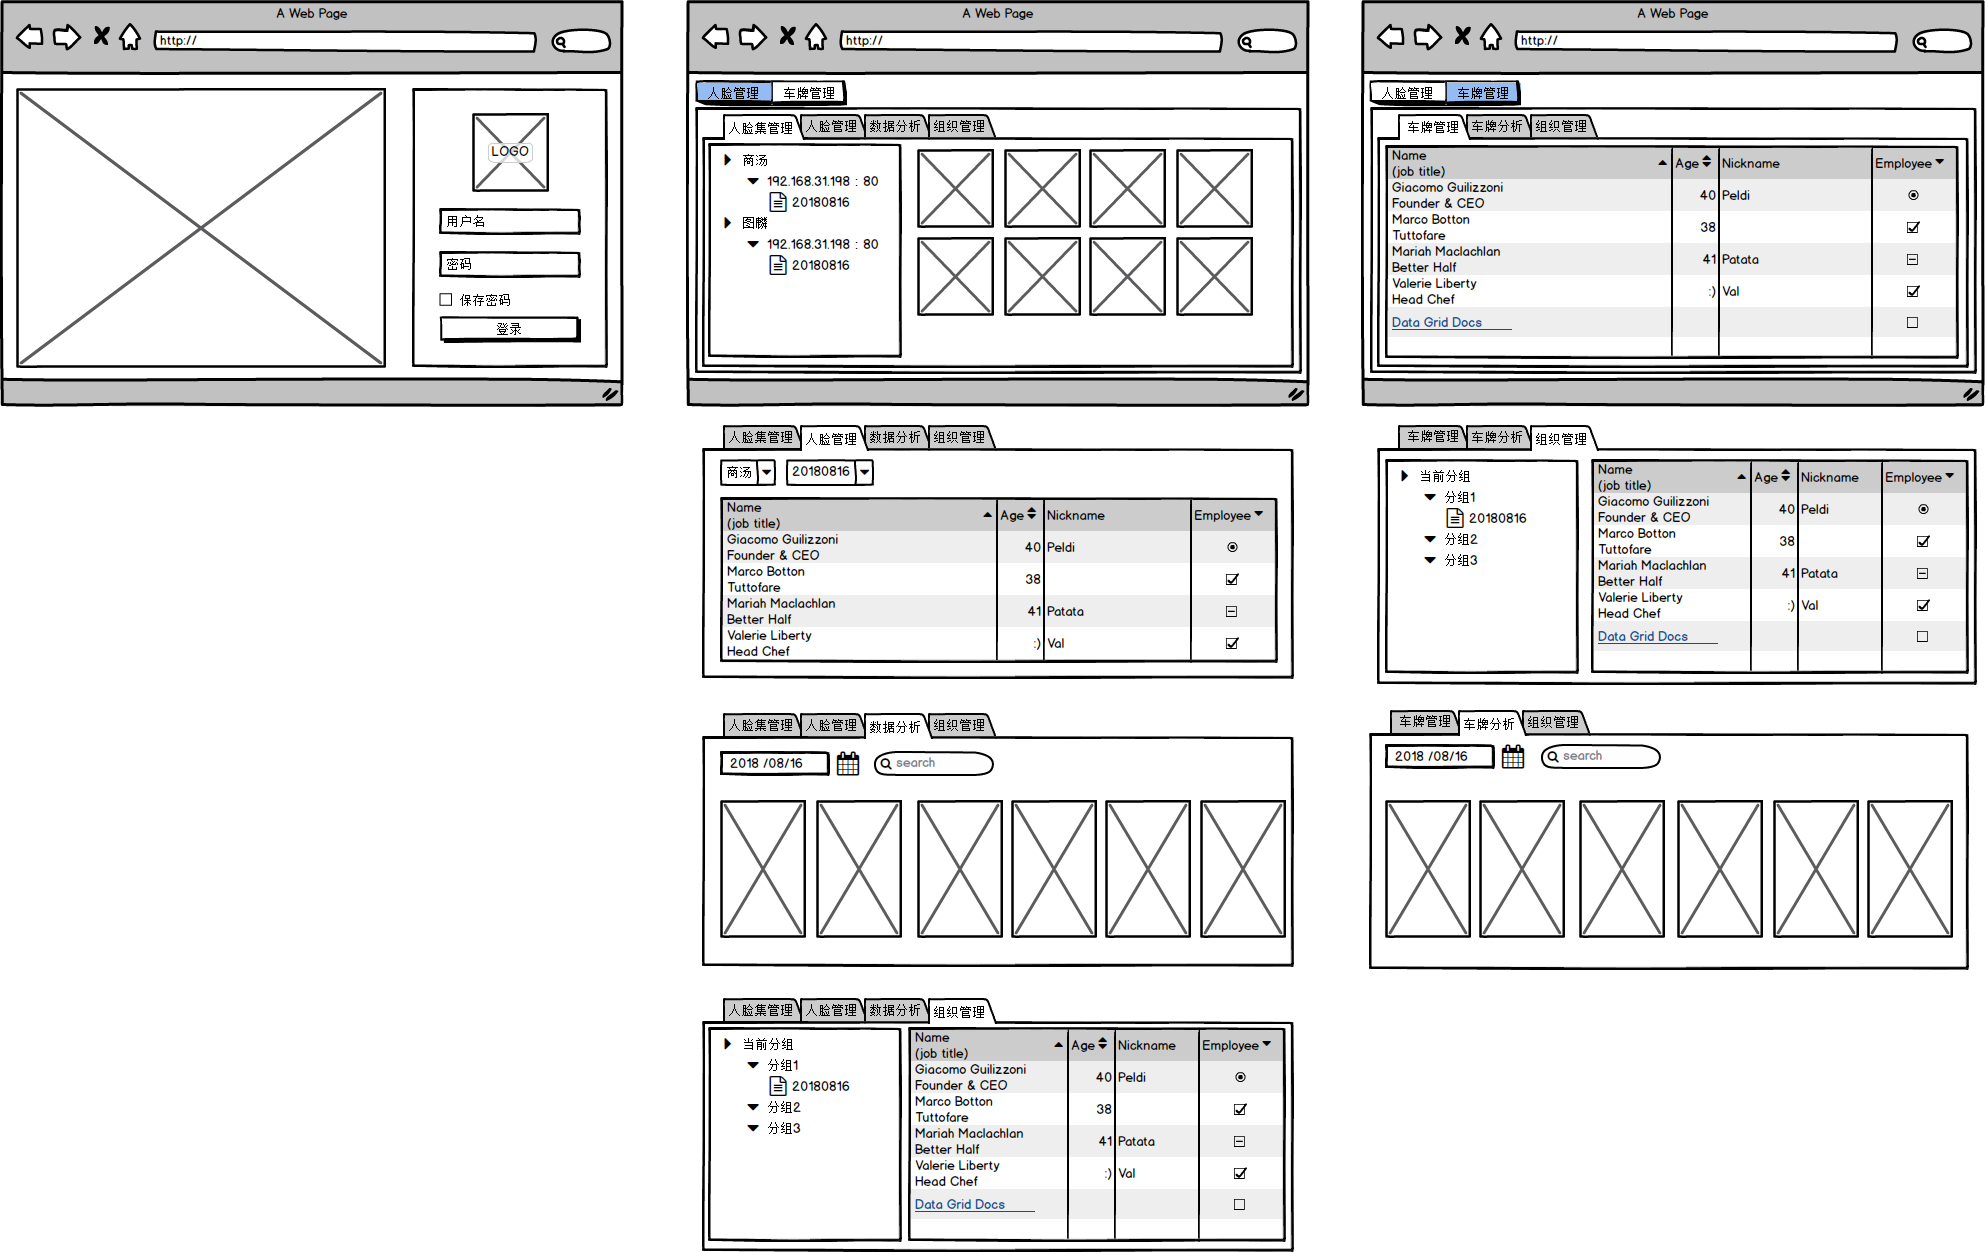 A Web Page
http://
LOGO
用户名
密码
保存密码
登录
A Web Page
http://
人脸管理 车牌管理
人脸集管理 人脸管理 数据分析 组织管理
商汤
192.168.31.198 : 80
20180816
图麟
192.168.31.198 : 80
20180816
人脸集管理 人脸管理 数据分析 组织管理
商汤 20180816
Name
(job title) Age Nickname Employee
Giacomo Guilizzoni
Founder & CEO 40 Peldi
Marco Botton
Tuttofare 38
Mariah Maclachlan
Better Half 41 Patata
Valerie Liberty
Head Chef :) Val
人脸集管理 人脸管理 数据分析 组织管理
2018 /08/16 search
人脸集管理 人脸管理 数据分析 组织管理
当前分组
分组1
20180816
分组2
分组3
Name
(job title) Age Nickname Employee
Giacomo Guilizzoni
Founder & CEO 40 Peldi
Marco Botton
Tuttofare 38
Mariah Maclachlan
Better Half 41 Patata
Valerie Liberty
Head Chef :) Val
Data Grid Docs
A Web Page
http://
人脸管理 车牌管理
车牌管理 车牌分析 组织管理
Name
(job title) Age Nickname Employee
Giacomo Guilizzoni
Founder & CEO 40 Peldi
Marco Botton
Tuttofare 38
Mariah Maclachlan
Better Half 41 Patata
Valerie Liberty
Head Chef :) Val
Data Grid Docs
车牌管理 车牌分析 组织管理
当前分组
分组1
20180816
分组2
分组3
Name
(job title) Age Nickname Employee
Giacomo Guilizzoni
Founder & CEO 40 Peldi
Marco Botton
Tuttofare 38
Mariah Maclachlan
Better Half 41 Patata
Valerie Liberty
Head Chef :) Val
Data Grid Docs
车牌管理 车牌分析 组织管理
2018 /08/16 search